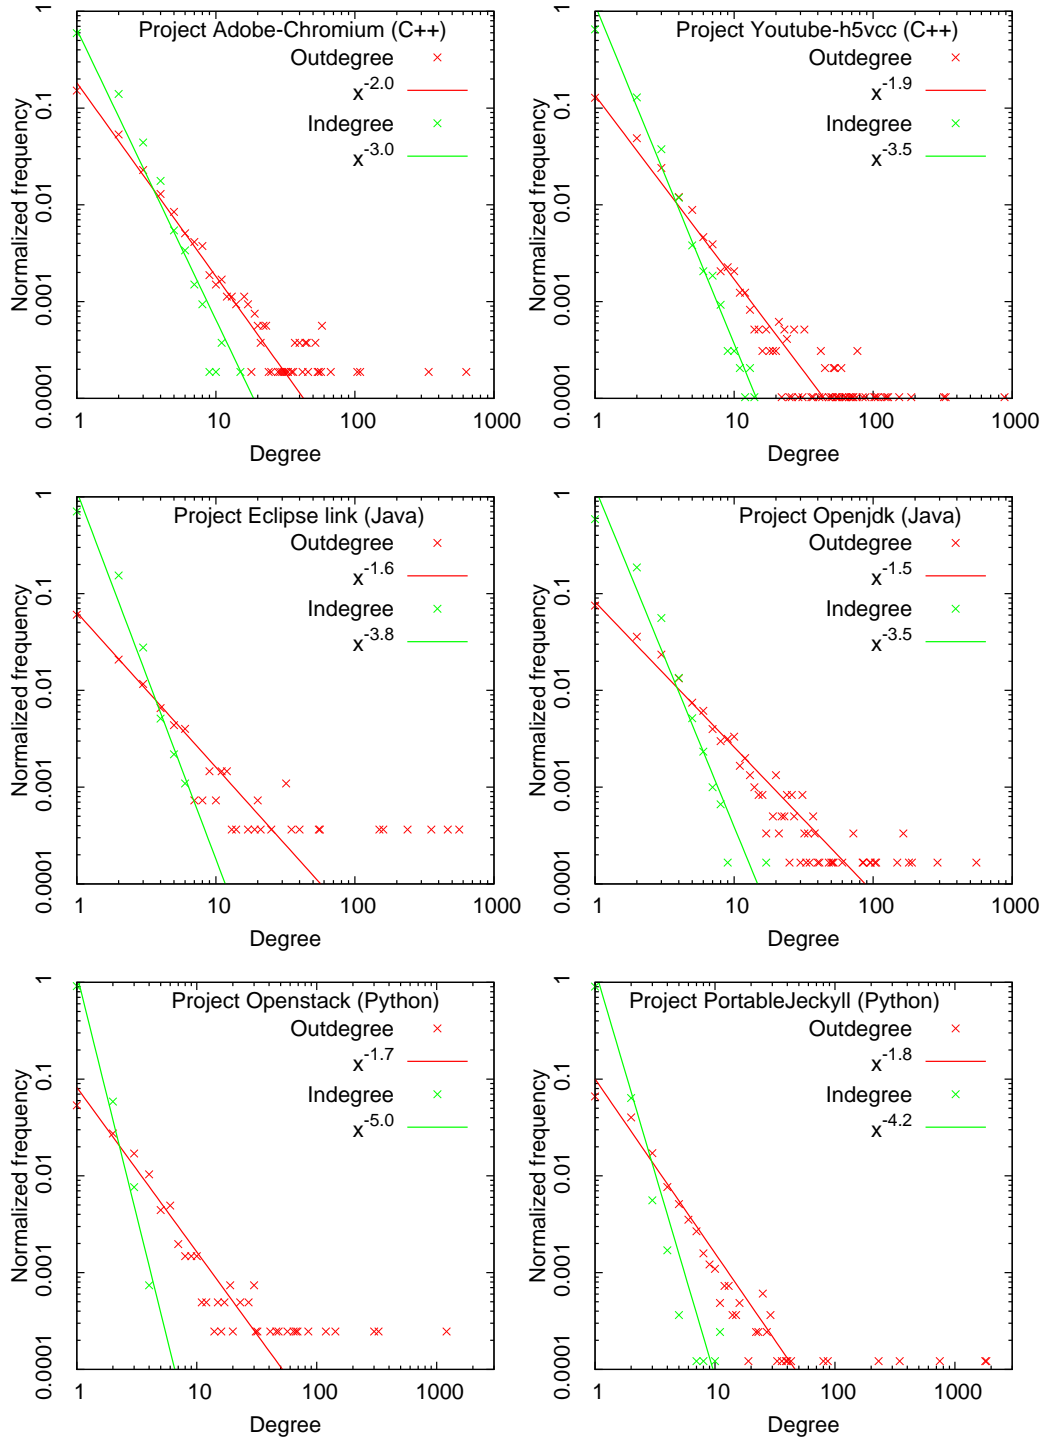 Project Adobe-Chromium (C++)
Outdegree
x^-2.0
Indegree
x^-3.0
Normalized frequency
1
0.1
0.01
0.001
0.0001
1 10 100 1000
Degree
Project Youtube-h5vcc (C++)
Outdegree
x^-1.9
Indegree
x^-3.5
Normalized frequency
1
0.1
0.01
0.001
0.0001
1 10 100 1000
Degree
Project Eclipse link (Java)
Outdegree
x^-1.6
Indegree
x^-3.8
Normalized frequency
1
0.1
0.01
0.001
0.0001
1 10 100 1000
Degree
Project Openjdk (Java)
Outdegree
x^-1.5
Indegree
x^-3.5
Normalized frequency
1
0.1
0.01
0.001
0.0001
1 10 100 1000
Degree
Project Openstack (Python)
Outdegree
x^-1.7
Indegree
x^-5.0
Normalized frequency
1
0.1
0.01
0.001
0.0001
1 10 100 1000
Degree
Project PortableJeckyll (Python)
Outdegree
x^-1.8
Indegree
x^-4.2
Normalized frequency
1
0.1
0.01
0.001
0.0001
1 10 100 1000
Degree